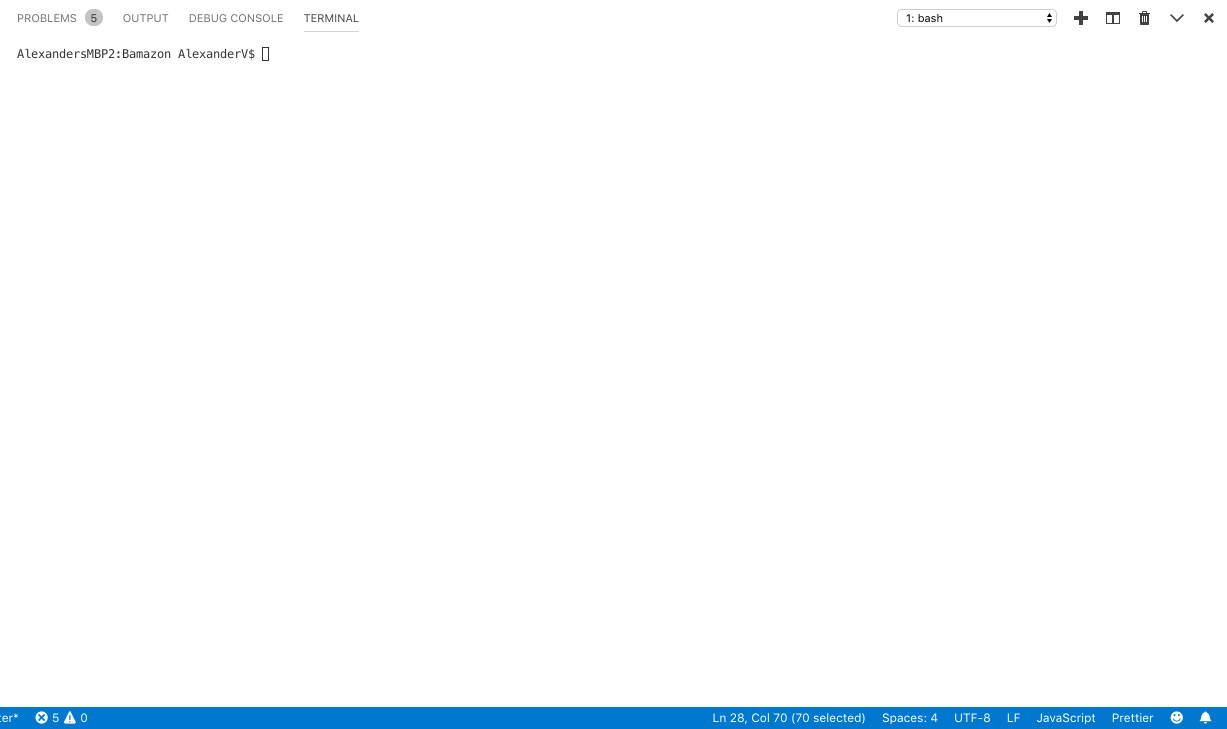 PROBLEMS 5 OUTPUT DEBUG CONSOLE TERMINAL 1: bash
AlexandersMBP2:Bamazon AlexanderV$
ter* 5 0 Ln 28, Col 70 (70 selected) Spaces: 4 UTF-8 LF JavaScript Prettier